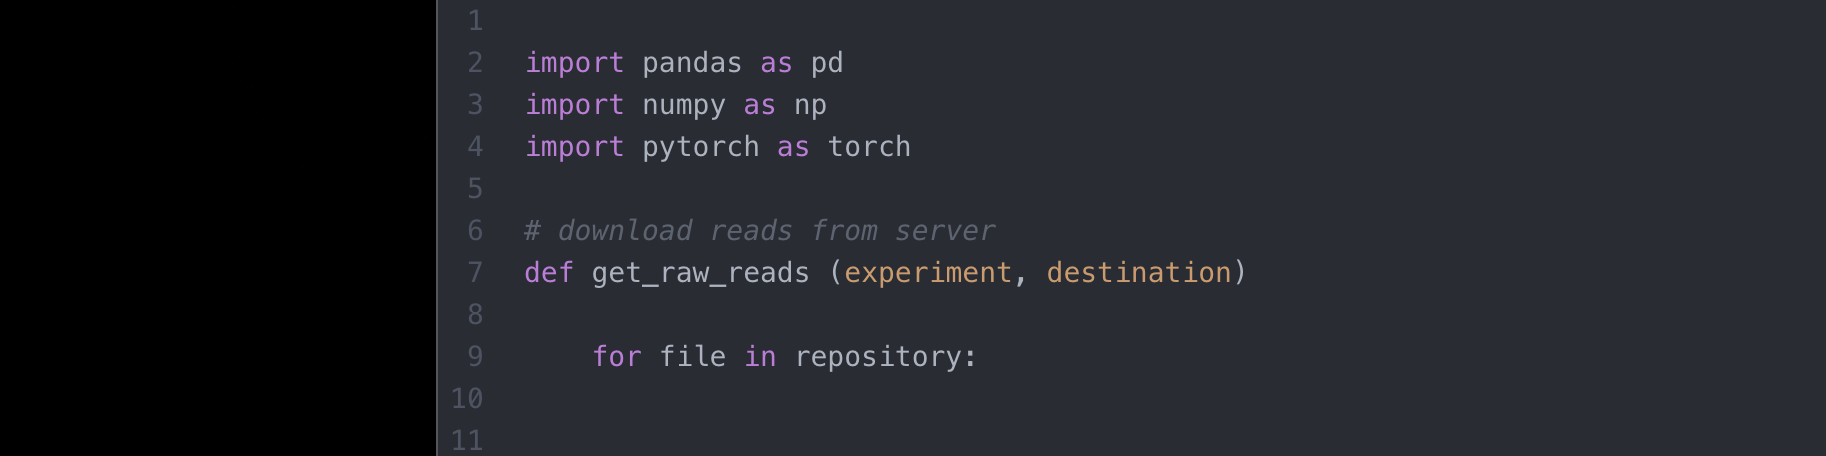 1
2 import pandas as pd
3 import numpy as np
4 import pytorch as torch
5
6 # download reads from server
7 def get_raw_reads (experiment, destination)
8
9     for file in repository:
10
11